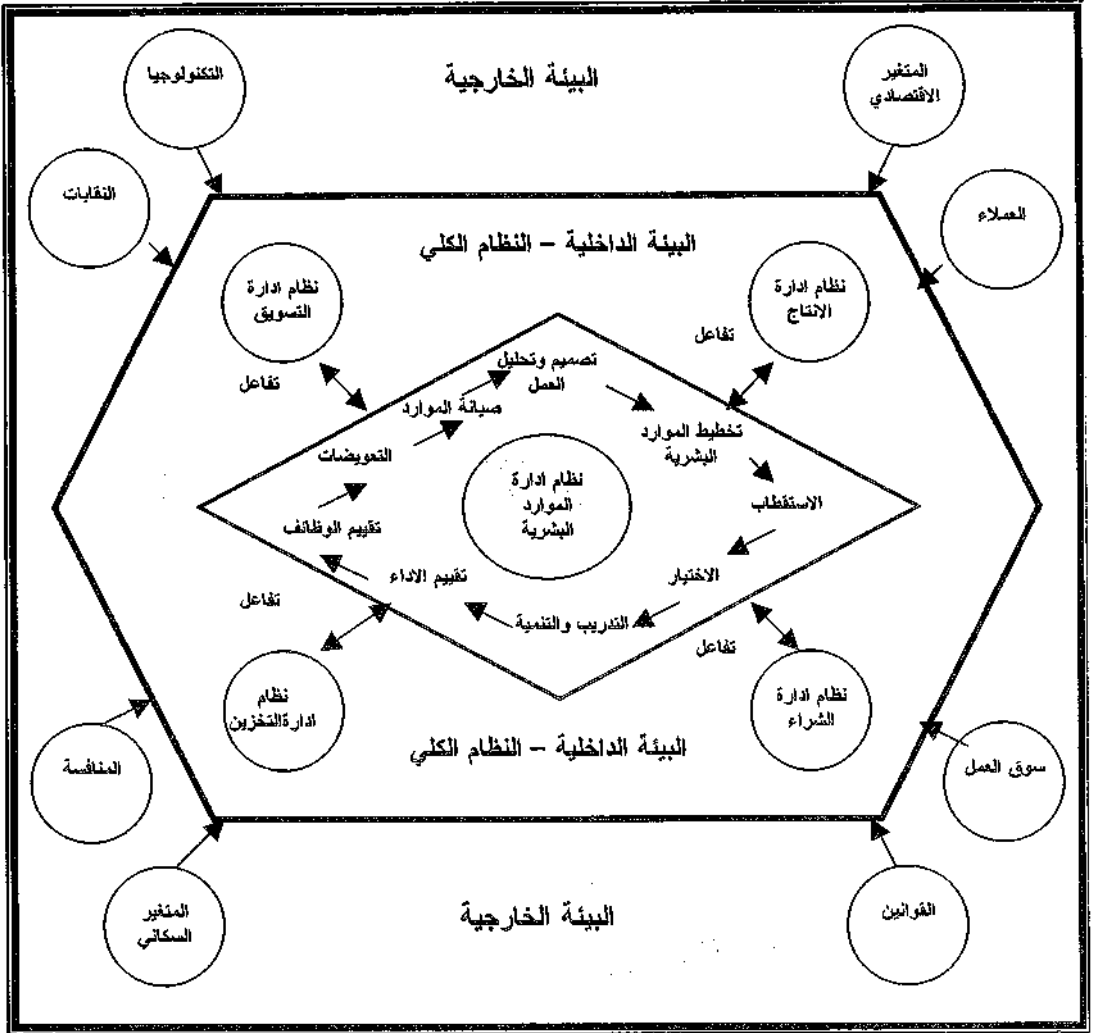 البيئة الخارجية
المتغير
الاقتصادي
التكنولوجيا
العملاء
النقابات
البيئة الداخلية – النظام الكلي
نظام ادارة
الانتاج
نظام ادارة
التسويق
تفاعل
تفاعل
تصميم وتحليل
العمل
تخطيط الموارد
البشرية
الاستقطاب
الاختيار
التدريب والتنمية
تقييم الاداء
تقييم الوظائف
التعويضات
صيانة الموارد
نظام ادارة
الموارد
البشرية
تفاعل
تفاعل
نظام ادارة
الشراء
نظام
ادارةالتخزين
البيئة الداخلية – النظام الكلي
سوق العمل
المنافسة
القوانين
المتغير
السكاني
البيئة الخارجية